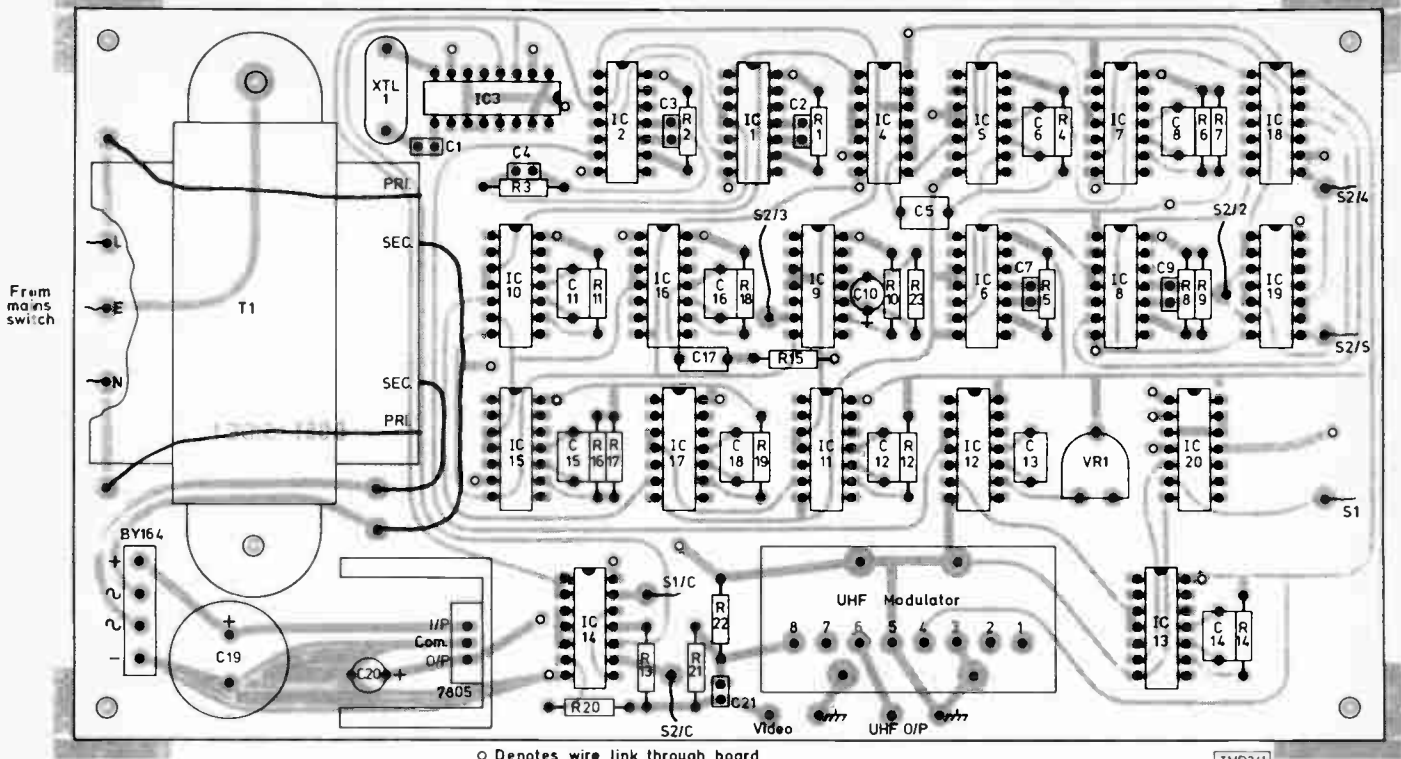 XTL 1
IC3
C1
C4
R3
IC 2
C3
R 2
IC 1
C2
R 1
IC 4
IC 5
C 6
R 4
IC 7
C 8
R 6
R 7
IC 18
PRI.
S2/4
C 5
S2/3
S2/2
SEC.
From mains switch
L
E
N
T1
IC 10
C 11
R 11
IC 16
C 16
R 18
IC 9
C10
+
R 10
R 23
IC 6
C7
R 5
IC 8
C9
R 8
R 9
IC 19
S2/5
C17
R15
SEC.
PRI.
IC 15
C 15
R 16
R 17
IC 17
C 18
R 19
IC 11
C 12
R 12
IC 12
C 13
VR1
IC 20
S1
BY164
+
~
~
-
+
C19
C20
+
I/P
Com.
O/P
7805
IC 14
S1/C
R 22
R 13
R 21
R20
S2/C
C21
UHF Modulator
8 7 6 5 4 3 2 1
Video
UHF O/P
IC 13
C 14
R 14
o Denotes wire link through board